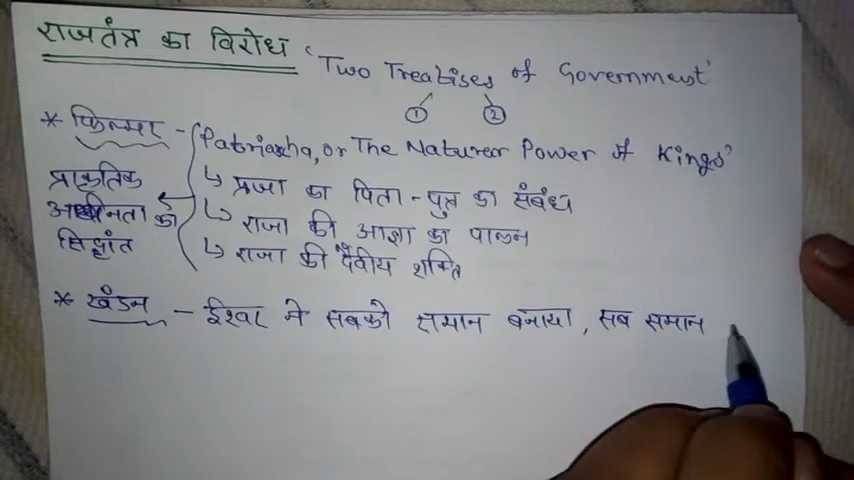 राजतंत्र का विरोध 'Two Treatises of Government'
① ②
* फिल्मर - 'Patriarcha, or The Naturer Power of Kings'
प्राकृतिक
अधीनता का
सिद्धांत
↳ प्रजा का पिता - पुत्र का संबंध
↳ राजा की आज्ञा का पालन
↳ राजा की दैवीय शक्ति
* खंडन - ईश्वर ने सबको समान बनाया, सब समान